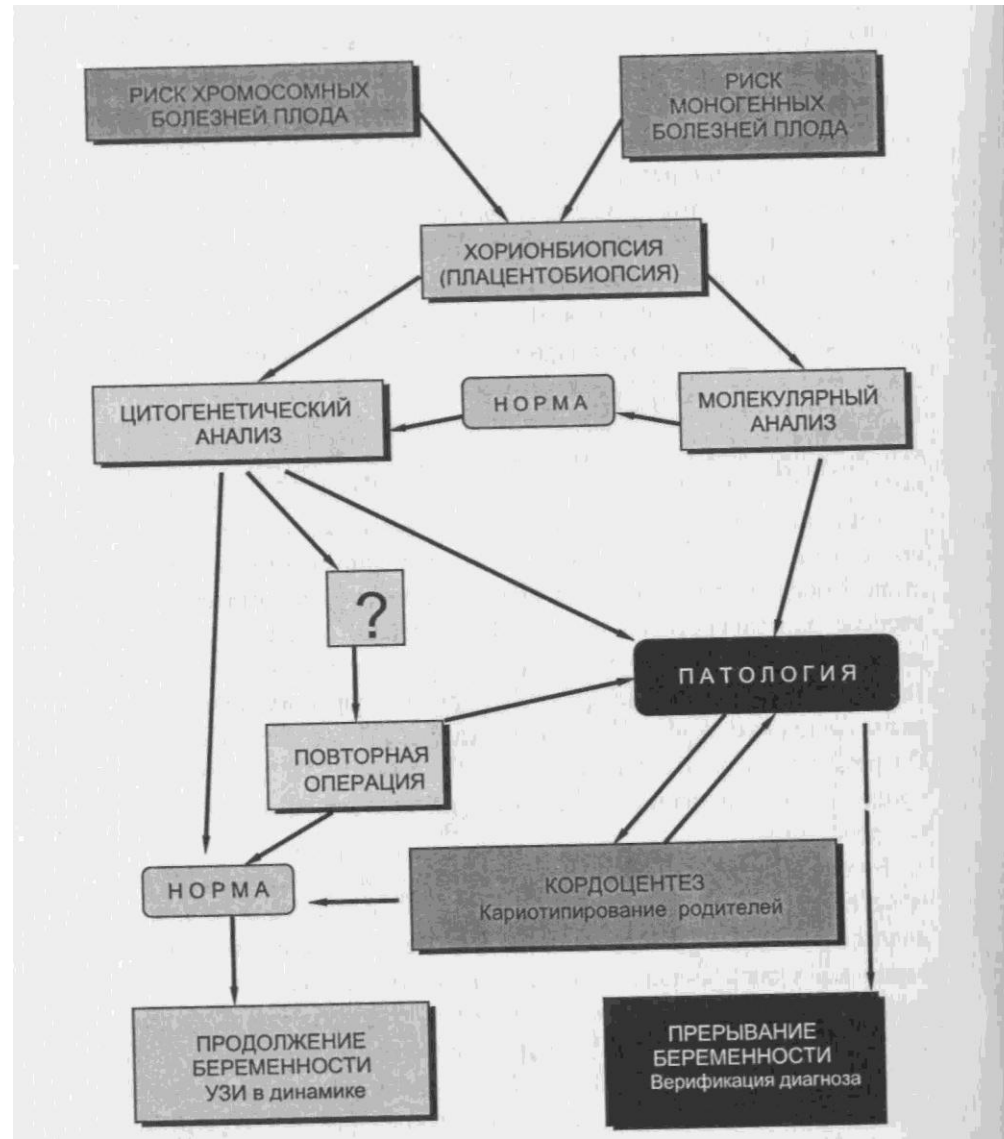 РИСК ХРОМОСОМНЫХ
БОЛЕЗНЕЙ ПЛОДА
РИСК
МОНОГЕННЫХ
БОЛЕЗНЕЙ ПЛОДА
ХОРИОНБИОПСИЯ
(ПЛАЦЕНТОБИОПСИЯ)
ЦИТОГЕНЕТИЧЕСКИЙ
АНАЛИЗ
НОРМА
МОЛЕКУЛЯРНЫЙ
АНАЛИЗ
?
ПАТОЛОГИЯ
ПОВТОРНАЯ
ОПЕРАЦИЯ
НОРМА
КОРДОЦЕНТЕЗ
Кариотипирование родителей
ПРОДОЛЖЕНИЕ
БЕРЕМЕННОСТИ
УЗИ в динамике
ПРЕРЫВАНИЕ
БЕРЕМЕННОСТИ
Верификация диагноза